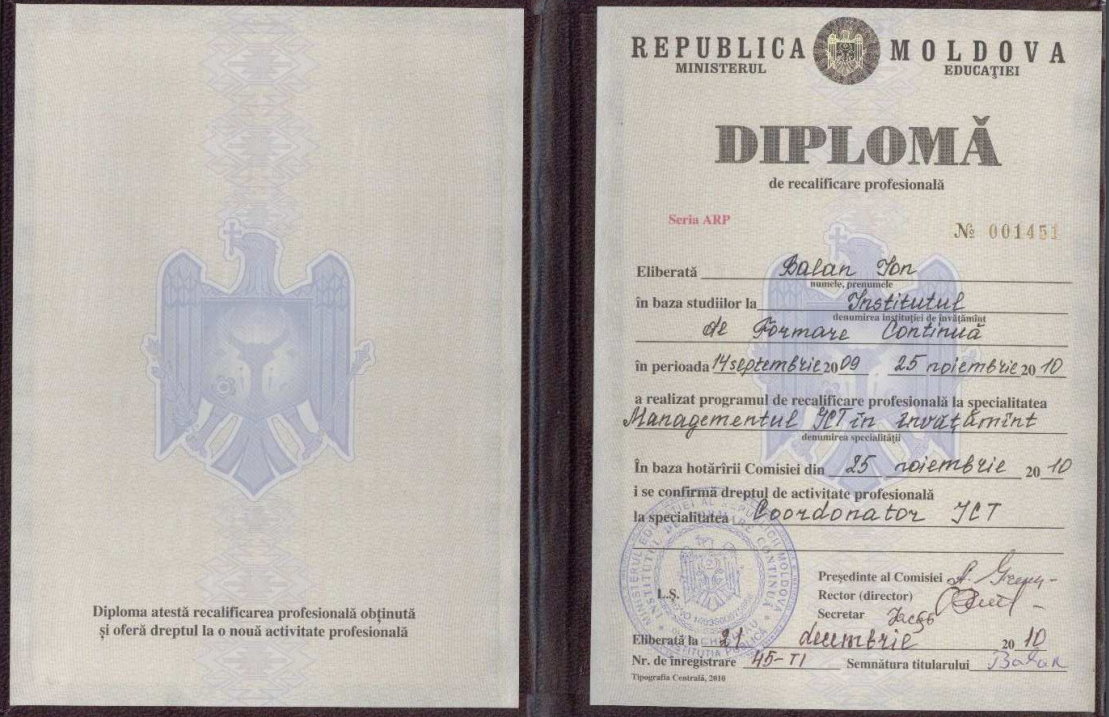 Diploma atestă recalificarea profesională obținută
și oferă dreptul la o nouă activitate profesională
REPUBLICA MOLDOVA
MINISTERUL EDUCAȚIEI
DIPLOMĂ
de recalificare profesională
Seria ARP
№ 001451
Eliberată Balan Ion
numele, prenumele
în baza studiilor la Institutul
denumirea instituției de învățămînt
de Formare Continuă
în perioada 14 septembrie 2009 25 noiembrie 2010
a realizat programul de recalificare profesională la specialitatea
Managementul ICT în învățămînt
denumirea specialității
În baza hotărîrii Comisiei din 25 noiembrie 2010
i se confirmă dreptul de activitate profesională
la specialitatea Coordonator ICT
Președinte al Comisiei
L.Ș.
Rector (director)
Secretar
Eliberată la 21 decembrie 2010
Nr. de înregistrare 45-TI Semnătura titularului Balan
Tipografia Centrală, 2010